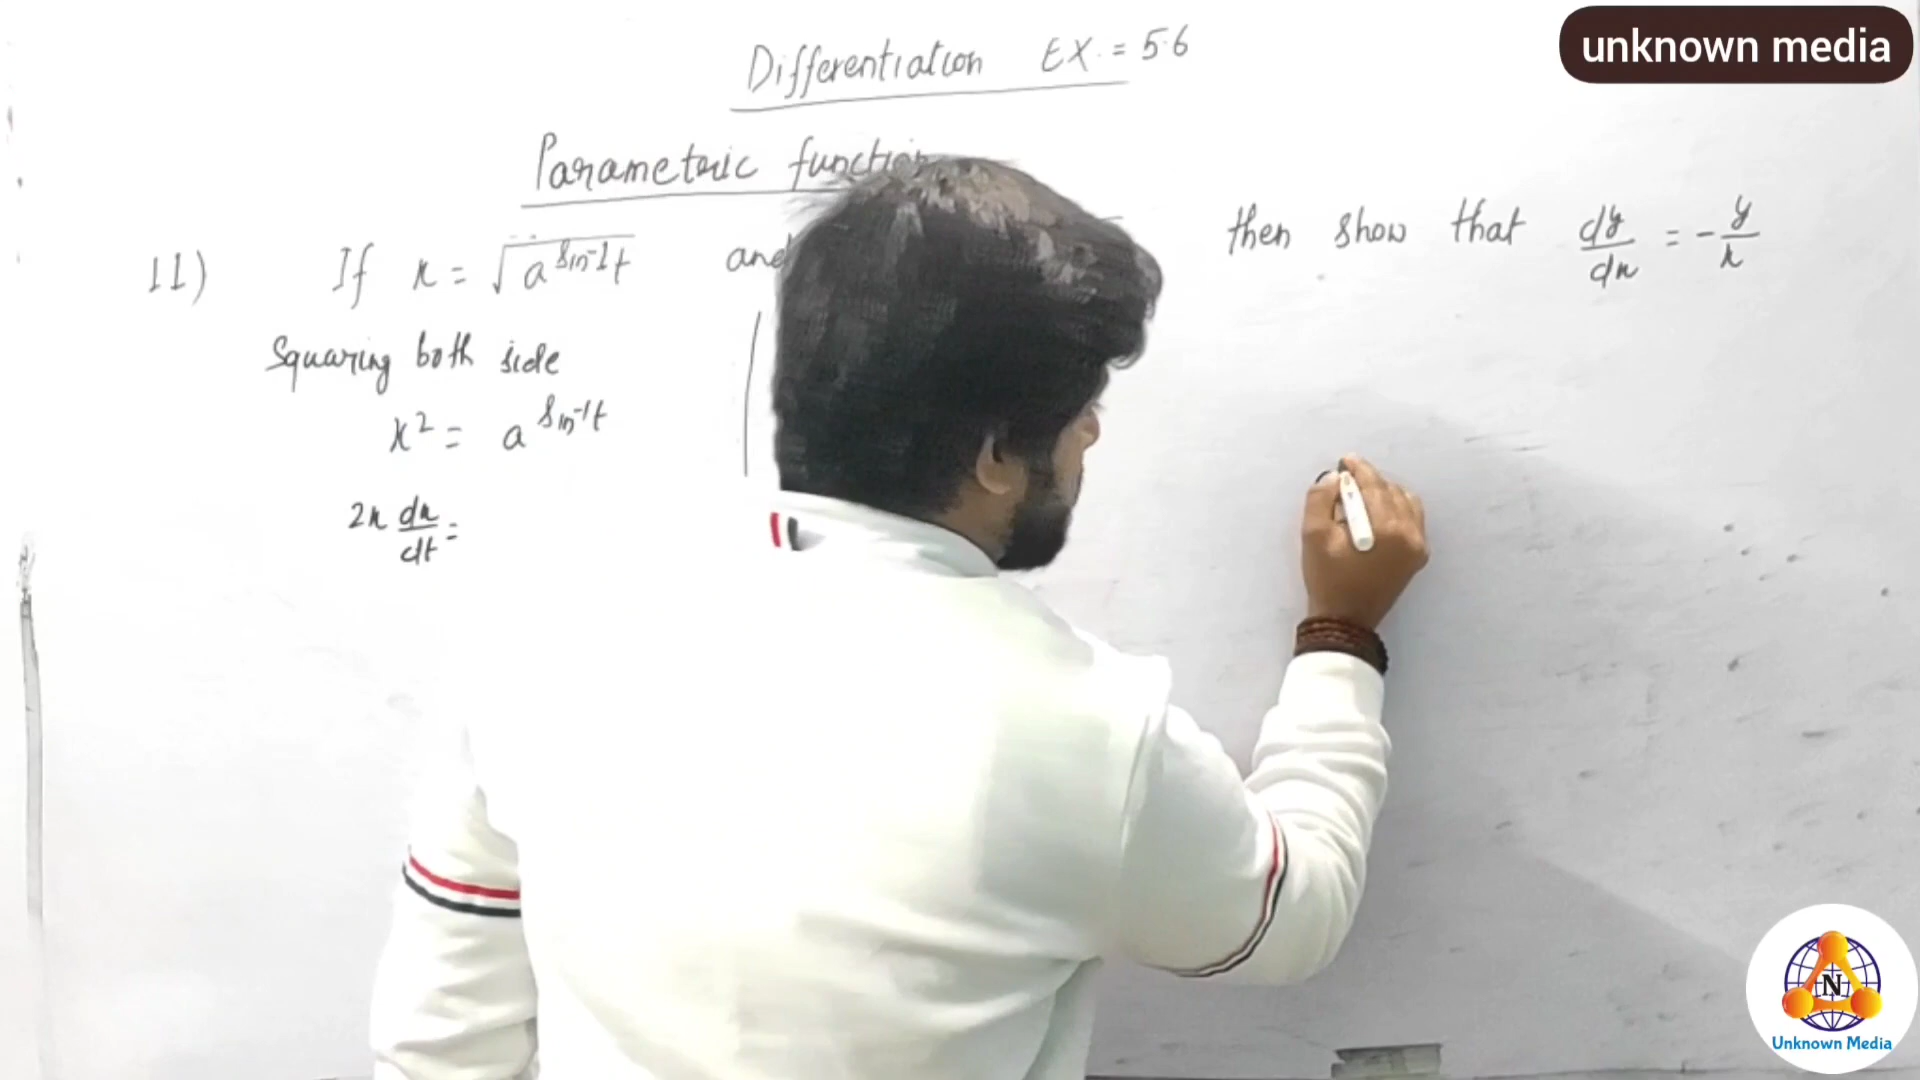 unknown media
Differentiation EX. = 5.6
Parametric function
11) If x = √a^sin-1t and then show that dy/dx = -y/x
Squaring both side
x² = a^sin-1t
2x dx/dt =
N
Unknown Media